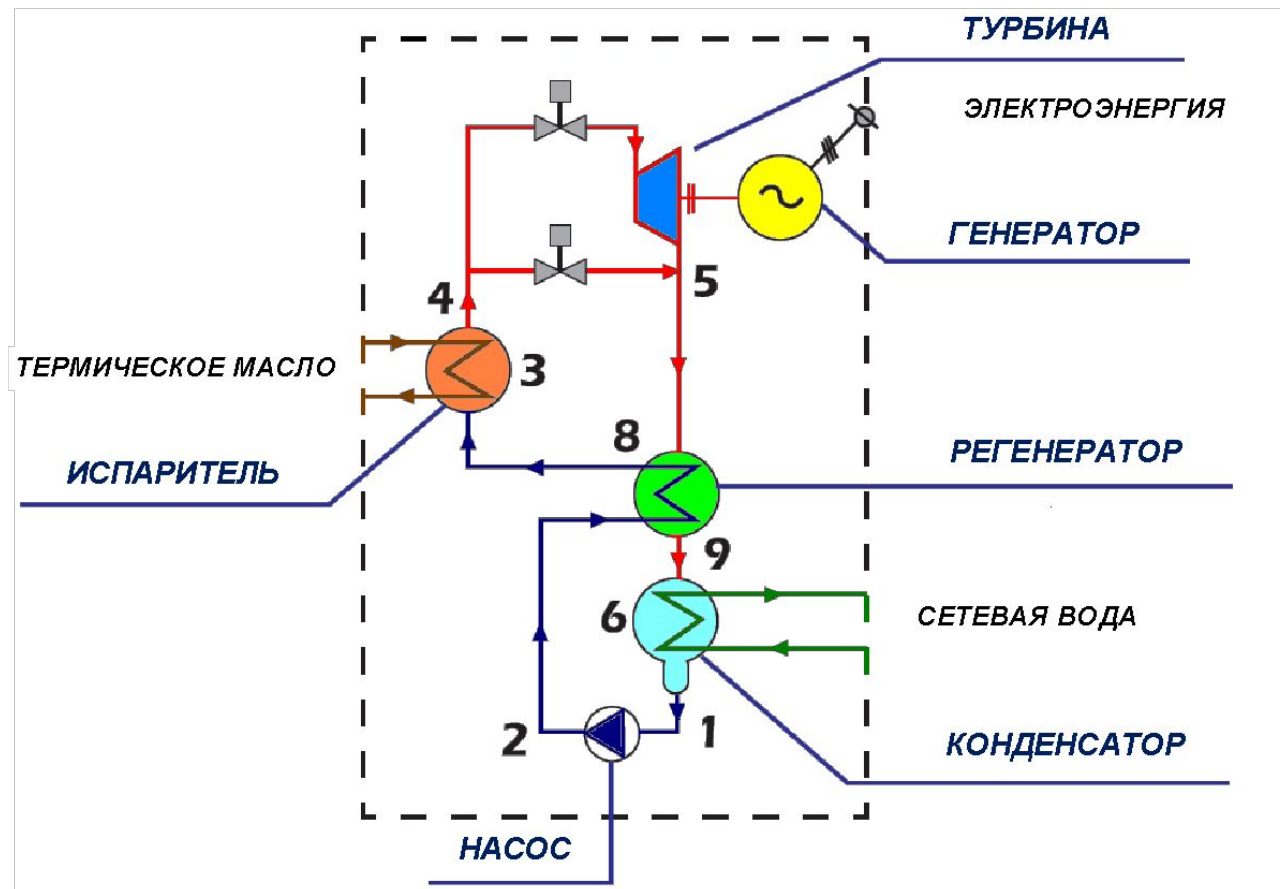 ТУРБИНА
ЭЛЕКТРОЭНЕРГИЯ
ГЕНЕРАТОР
4
5
ТЕРМИЧЕСКОЕ МАСЛО
3
8
РЕГЕНЕРАТОР
ИСПАРИТЕЛЬ
9
6
СЕТЕВАЯ ВОДА
2
1
КОНДЕНСАТОР
НАСОС